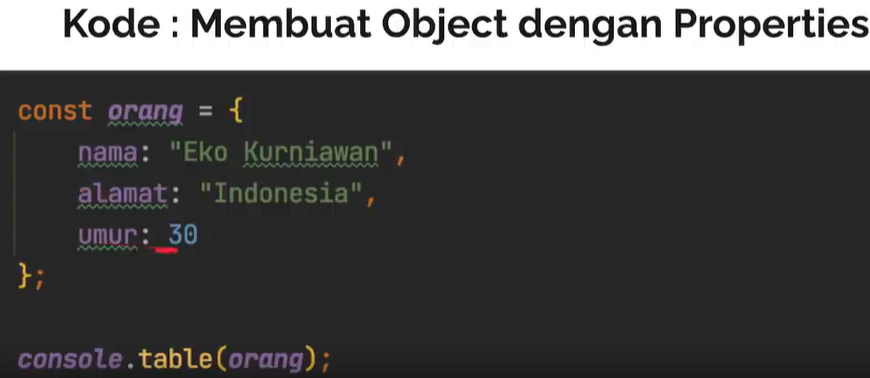 Kode : Membuat Object dengan Properties
const orang = {
    nama: "Eko Kurniawan",
    alamat: "Indonesia",
    umur: 30
};
console.table(orang);